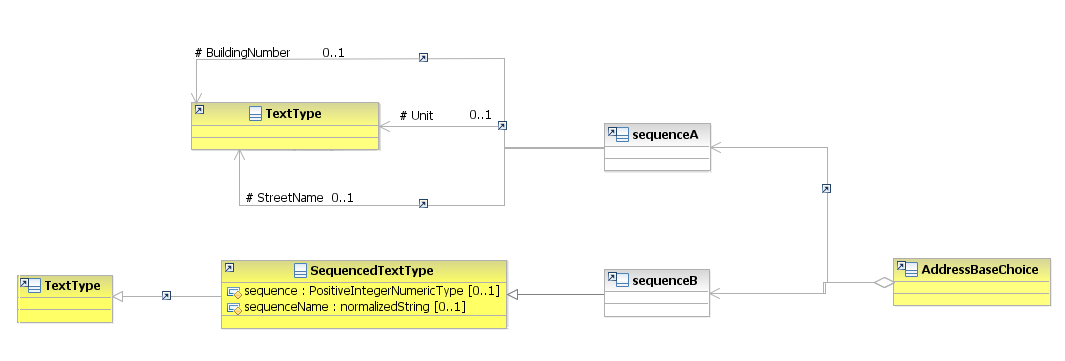 # BuildingNumber 0..1
TextType
# Unit 0..1
sequenceA
# StreetName 0..1
SequencedTextType
AddressBaseChoice
TextType
sequence : PositiveIntegerNumericType [0..1]
sequenceB
sequenceName : normalizedString [0..1]